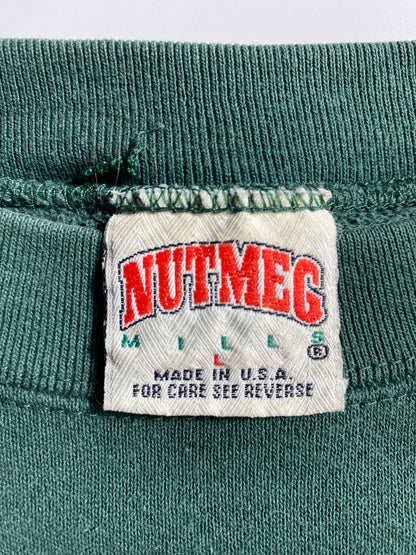 NUTMEG
MILLS
L ®
MADE IN U.S.A.
FOR CARE SEE REVERSE